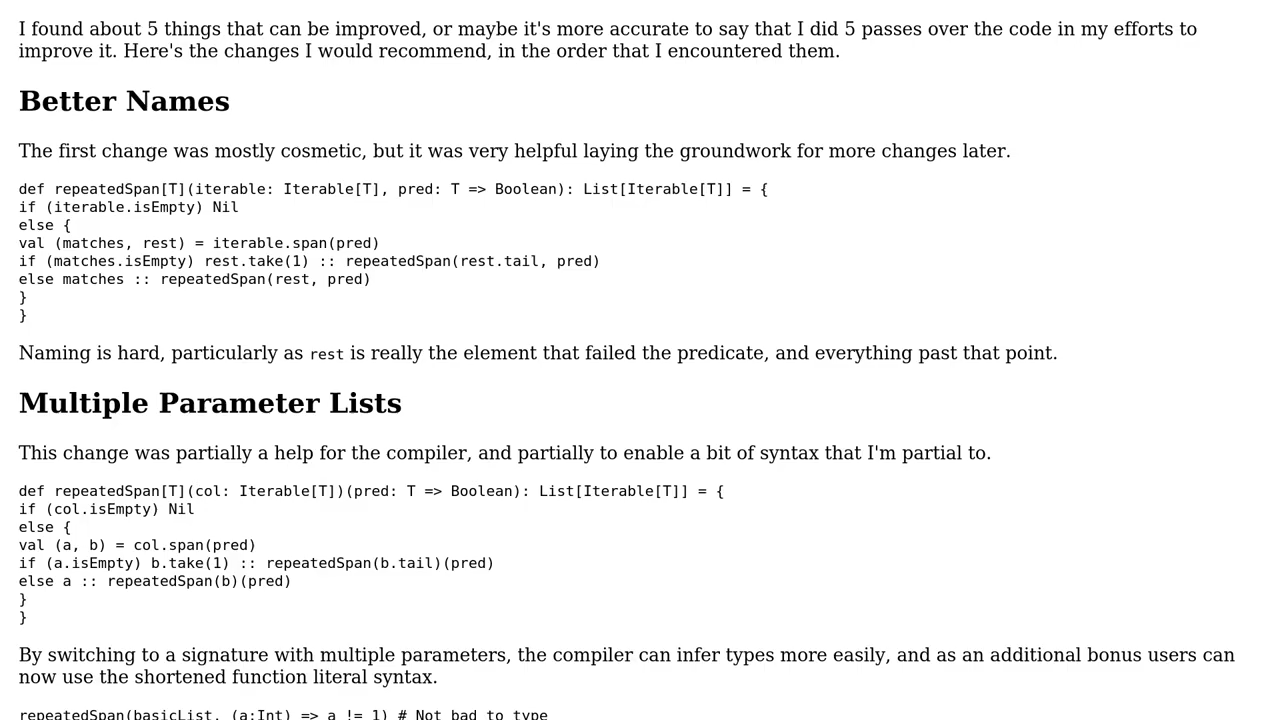 I found about 5 things that can be improved, or maybe it's more accurate to say that I did 5 passes over the code in my efforts to
improve it. Here's the changes I would recommend, in the order that I encountered them.
Better Names
The first change was mostly cosmetic, but it was very helpful laying the groundwork for more changes later.
def repeatedSpan[T](iterable: Iterable[T], pred: T => Boolean): List[Iterable[T]] = {
if (iterable.isEmpty) Nil
else {
val (matches, rest) = iterable.span(pred)
if (matches.isEmpty) rest.take(1) :: repeatedSpan(rest.tail, pred)
else matches :: repeatedSpan(rest, pred)
}
}
Naming is hard, particularly as rest is really the element that failed the predicate, and everything past that point.
Multiple Parameter Lists
This change was partially a help for the compiler, and partially to enable a bit of syntax that I'm partial to.
def repeatedSpan[T](col: Iterable[T])(pred: T => Boolean): List[Iterable[T]] = {
if (col.isEmpty) Nil
else {
val (a, b) = col.span(pred)
if (a.isEmpty) b.take(1) :: repeatedSpan(b.tail)(pred)
else a :: repeatedSpan(b)(pred)
}
}
By switching to a signature with multiple parameters, the compiler can infer types more easily, and as an additional bonus users can
now use the shortened function literal syntax.
repeatedSpan(basicList, (a:Int) => a != 1) # Not bad to type